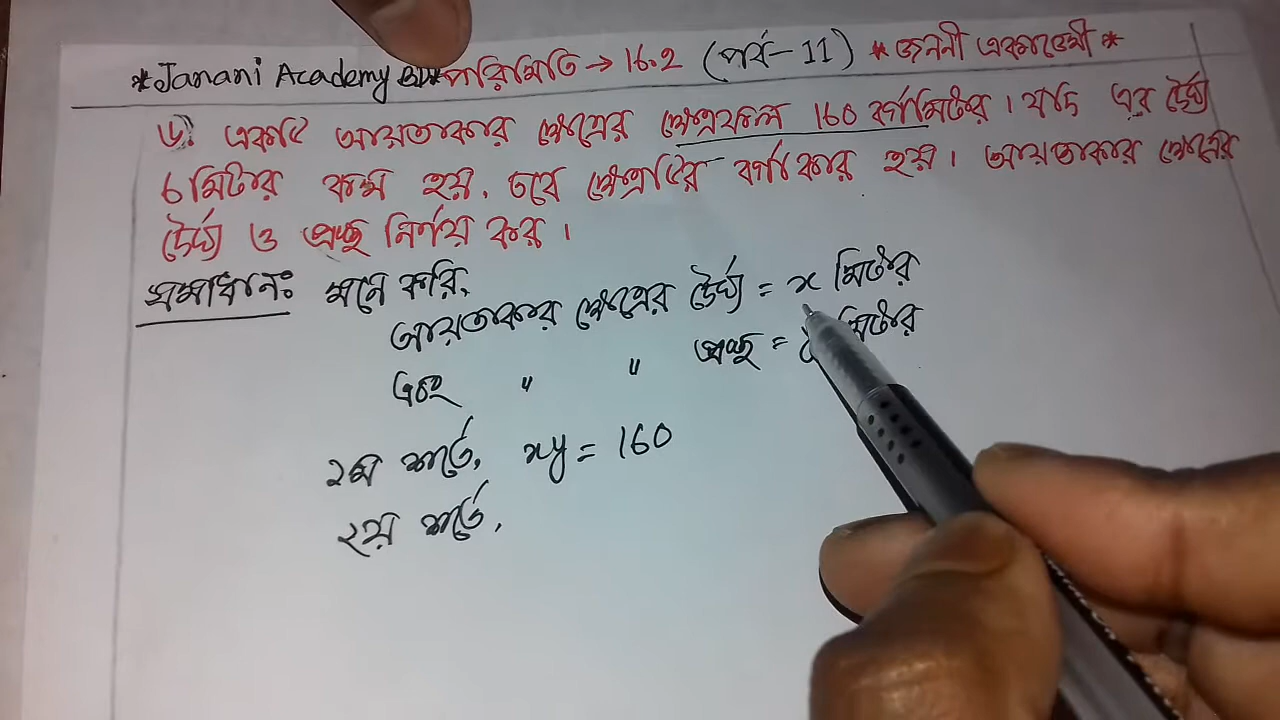 *Janani Academy BD* পরিমিতি → 16.2 (পর্ব-11) * জননী একাডেমী *
৬। একটি আয়তাকার ক্ষেত্রের ক্ষেত্রফল 160 বর্গমিটার। যদি এর দৈর্ঘ্য
6 মিটার কম হয়, তবে ক্ষেত্রটির বর্গাকার হয়। আয়তাকার ক্ষেত্রের
দৈর্ঘ্য ও প্রস্থ নির্ণয় কর।
সমাধানঃ মনে করি,
আয়তাকার ক্ষেত্রের দৈর্ঘ্য = x মিটার
এবং " " প্রস্থ = মিটার
১ম শর্তে, xy = 160
২য় শর্তে,